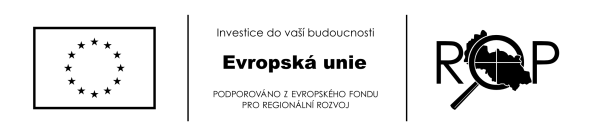 Investice do vaší budoucnosti
Evropská unie
PODPOROVÁNO Z EVROPSKÉHO FONDU
PRO REGIONÁLNÍ ROZVOJ
ROP